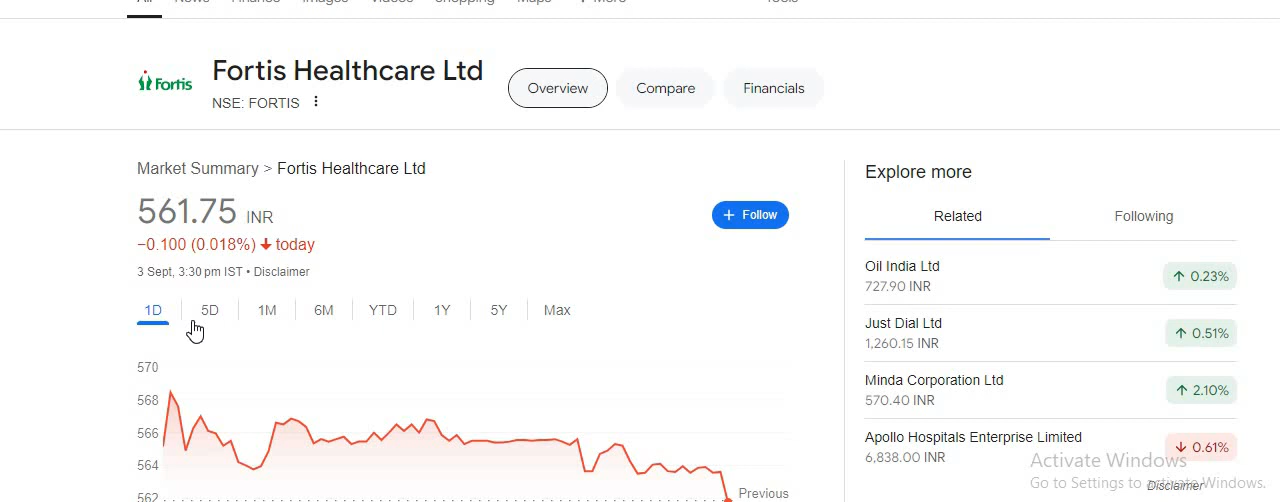 All News Finance Images Videos Shopping Maps More Tools
Fortis
Fortis Healthcare Ltd
NSE: FORTIS
Overview
Compare
Financials
Market Summary > Fortis Healthcare Ltd
561.75 INR
+ Follow
−0.100 (0.018%) ↓ today
3 Sept, 3:30 pm IST • Disclaimer
1D 5D 1M 6M YTD 1Y 5Y Max
570
568
566
564
562
Previous
Explore more
Related
Following
Oil India Ltd
727.90 INR
↑ 0.23%
Just Dial Ltd
1,260.15 INR
↑ 0.51%
Minda Corporation Ltd
570.40 INR
↑ 2.10%
Apollo Hospitals Enterprise Limited
6,838.00 INR
↓ 0.61%
Activate Windows
Go to Settings to activate Windows.
Disclaimer